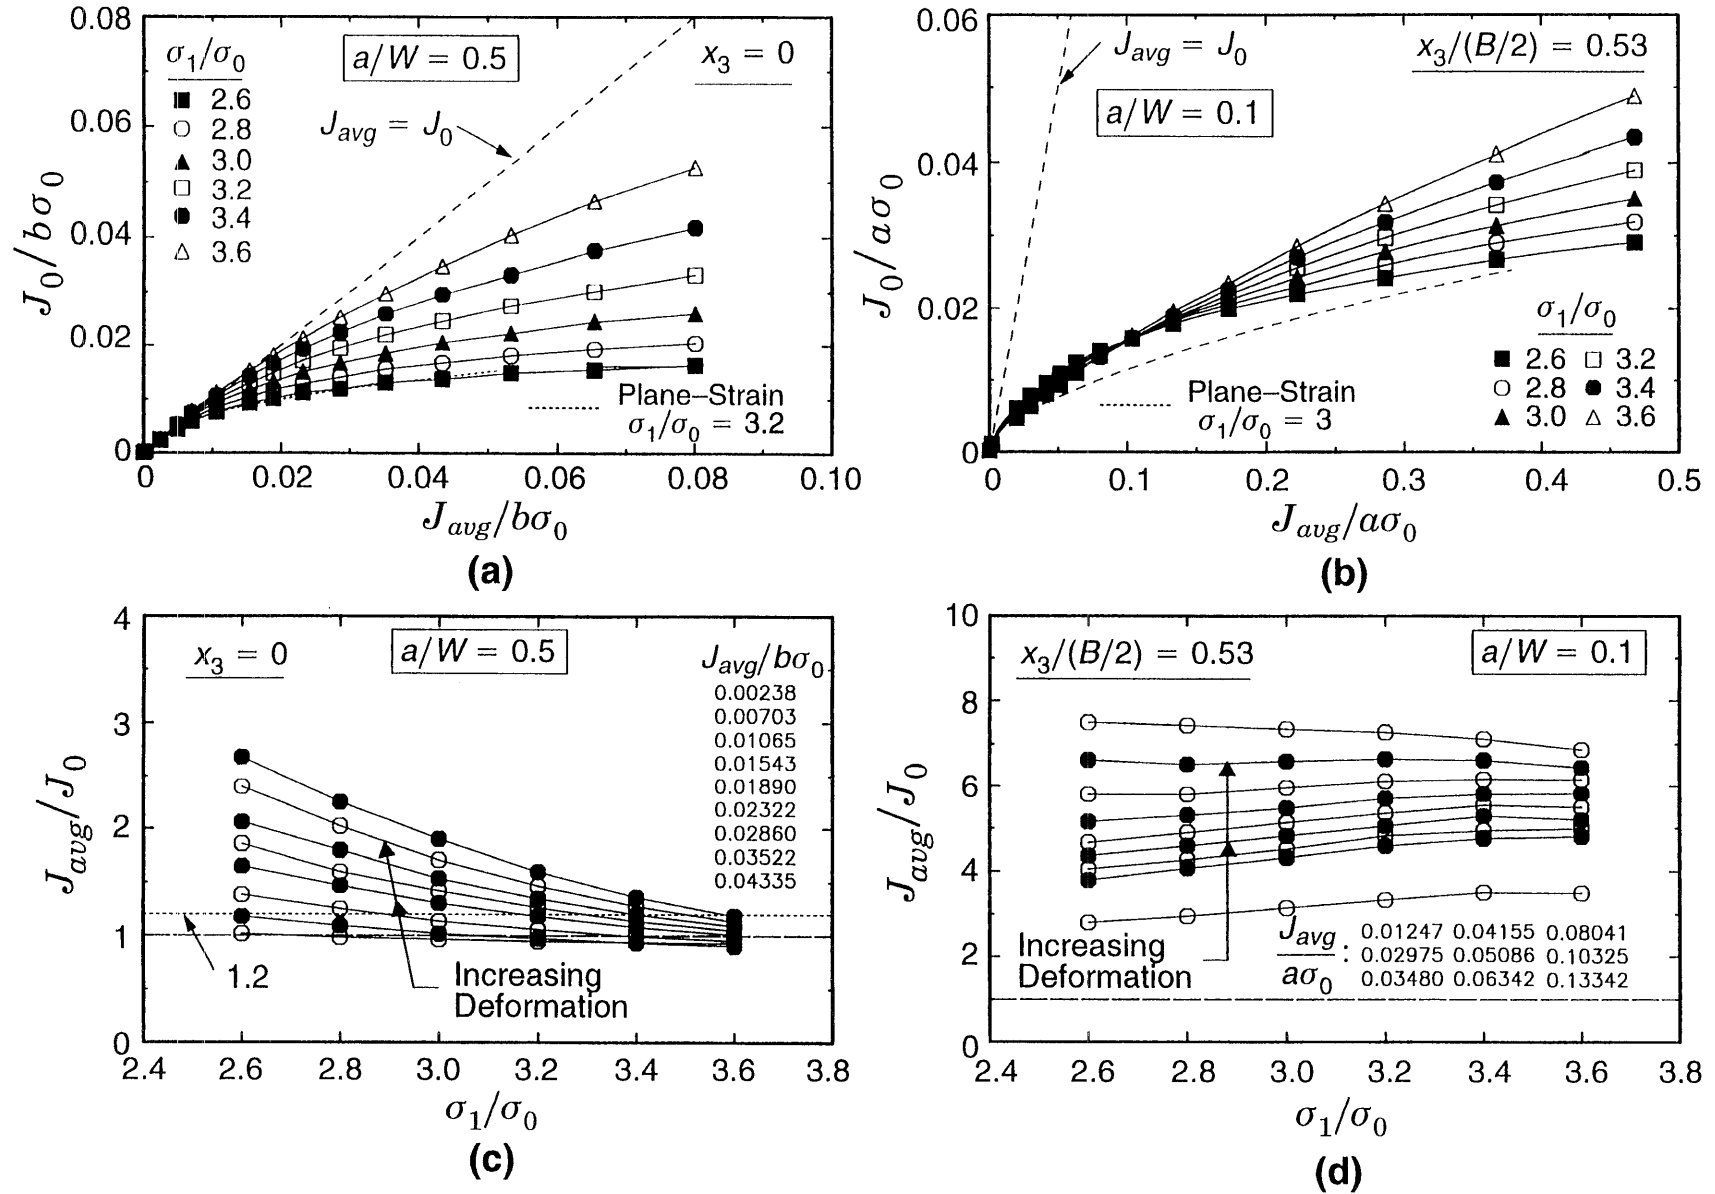 0.08
0.06
0.04
0.02
0
J0/bσ0
σ1/σ0
2.6
2.8
3.0
3.2
3.4
3.6
a/W = 0.5
x3 = 0
Javg = J0
Plane–Strain
σ1/σ0 = 3.2
0 0.02 0.04 0.06 0.08 0.10
Javg/bσ0
(a)
0.06
0.04
0.02
0
J0/aσ0
Javg = J0
x3/(B/2) = 0.53
a/W = 0.1
Plane–Strain
σ1/σ0 = 3
σ1/σ0
2.6 3.2
2.8 3.4
3.0 3.6
0 0.1 0.2 0.3 0.4 0.5
Javg/aσ0
(b)
4
3
2
1
0
Javg/J0
x3 = 0
a/W = 0.5
Javg/bσ0
0.00238
0.00703
0.01065
0.01543
0.01890
0.02322
0.02860
0.03522
0.04335
1.2
Increasing
Deformation
2.4 2.6 2.8 3.0 3.2 3.4 3.6 3.8
σ1/σ0
(c)
10
8
6
4
2
0
Javg/J0
x3/(B/2) = 0.53
a/W = 0.1
Increasing
Deformation
Javg
aσ0
:
0.01247 0.04155 0.08041
0.02975 0.05086 0.10325
0.03480 0.06342 0.13342
2.4 2.6 2.8 3.0 3.2 3.4 3.6 3.8
σ1/σ0
(d)